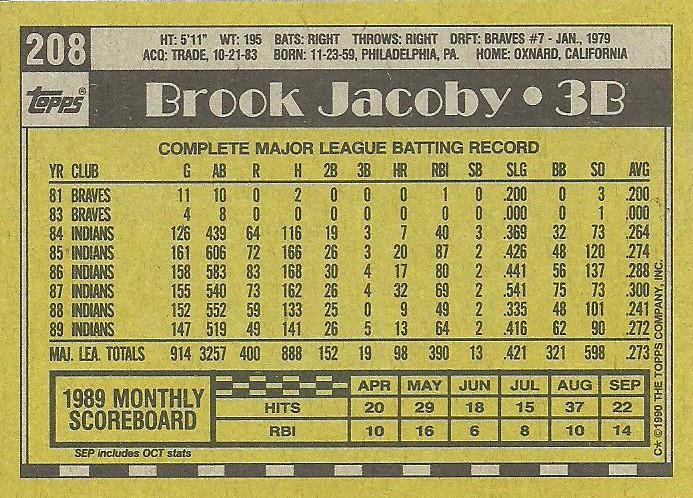 208 HT: 5'11" WT: 195 BATS: RIGHT THROWS: RIGHT DRFT: BRAVES #7 - JAN., 1979
ACQ: TRADE, 10-21-83 BORN: 11-23-59, PHILADELPHIA, PA. HOME: OXNARD, CALIFORNIA
TOPPS® Brook Jacoby • 3B
COMPLETE MAJOR LEAGUE BATTING RECORD
YR CLUB G AB R H 2B 3B HR RBI SB SLG BB SO AVG
81 BRAVES 11 10 0 2 0 0 0 1 0 .200 0 3 .200
83 BRAVES 4 8 0 0 0 0 0 0 0 .000 0 1 .000
84 INDIANS 126 439 64 116 19 3 7 40 3 .369 32 73 .264
85 INDIANS 161 606 72 166 26 3 20 87 2 .426 48 120 .274
86 INDIANS 158 583 83 168 30 4 17 80 2 .441 56 137 .288
87 INDIANS 155 540 73 162 26 4 32 69 2 .541 75 73 .300
88 INDIANS 152 552 59 133 25 0 9 49 2 .335 48 101 .241
89 INDIANS 147 519 49 141 26 5 13 64 2 .416 62 90 .272
MAJ. LEA. TOTALS 914 3257 400 888 152 19 98 390 13 .421 321 598 .273
1989 MONTHLY
SCOREBOARD
APR MAY JUN JUL AUG SEP
HITS 20 29 18 15 37 22
RBI 10 16 6 8 10 14
SEP includes OCT stats
C* ©1990 THE TOPPS COMPANY, INC.